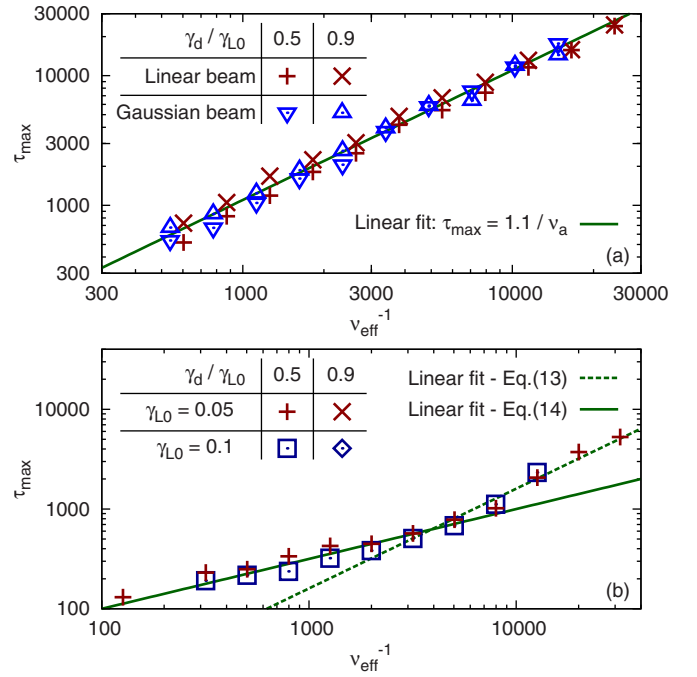 30000
γd / γL0 0.5 0.9
Linear beam
Gaussian beam
10000
3000
1000
300
τmax
Linear fit: τmax = 1.1 / νa
(a)
300 1000 3000 10000 30000
νeff-1
γd / γL0 0.5 0.9
γL0 = 0.05
γL0 = 0.1
Linear fit - Eq.(13)
Linear fit - Eq.(14)
10000
1000
100
τmax
(b)
100 1000 10000
νeff-1